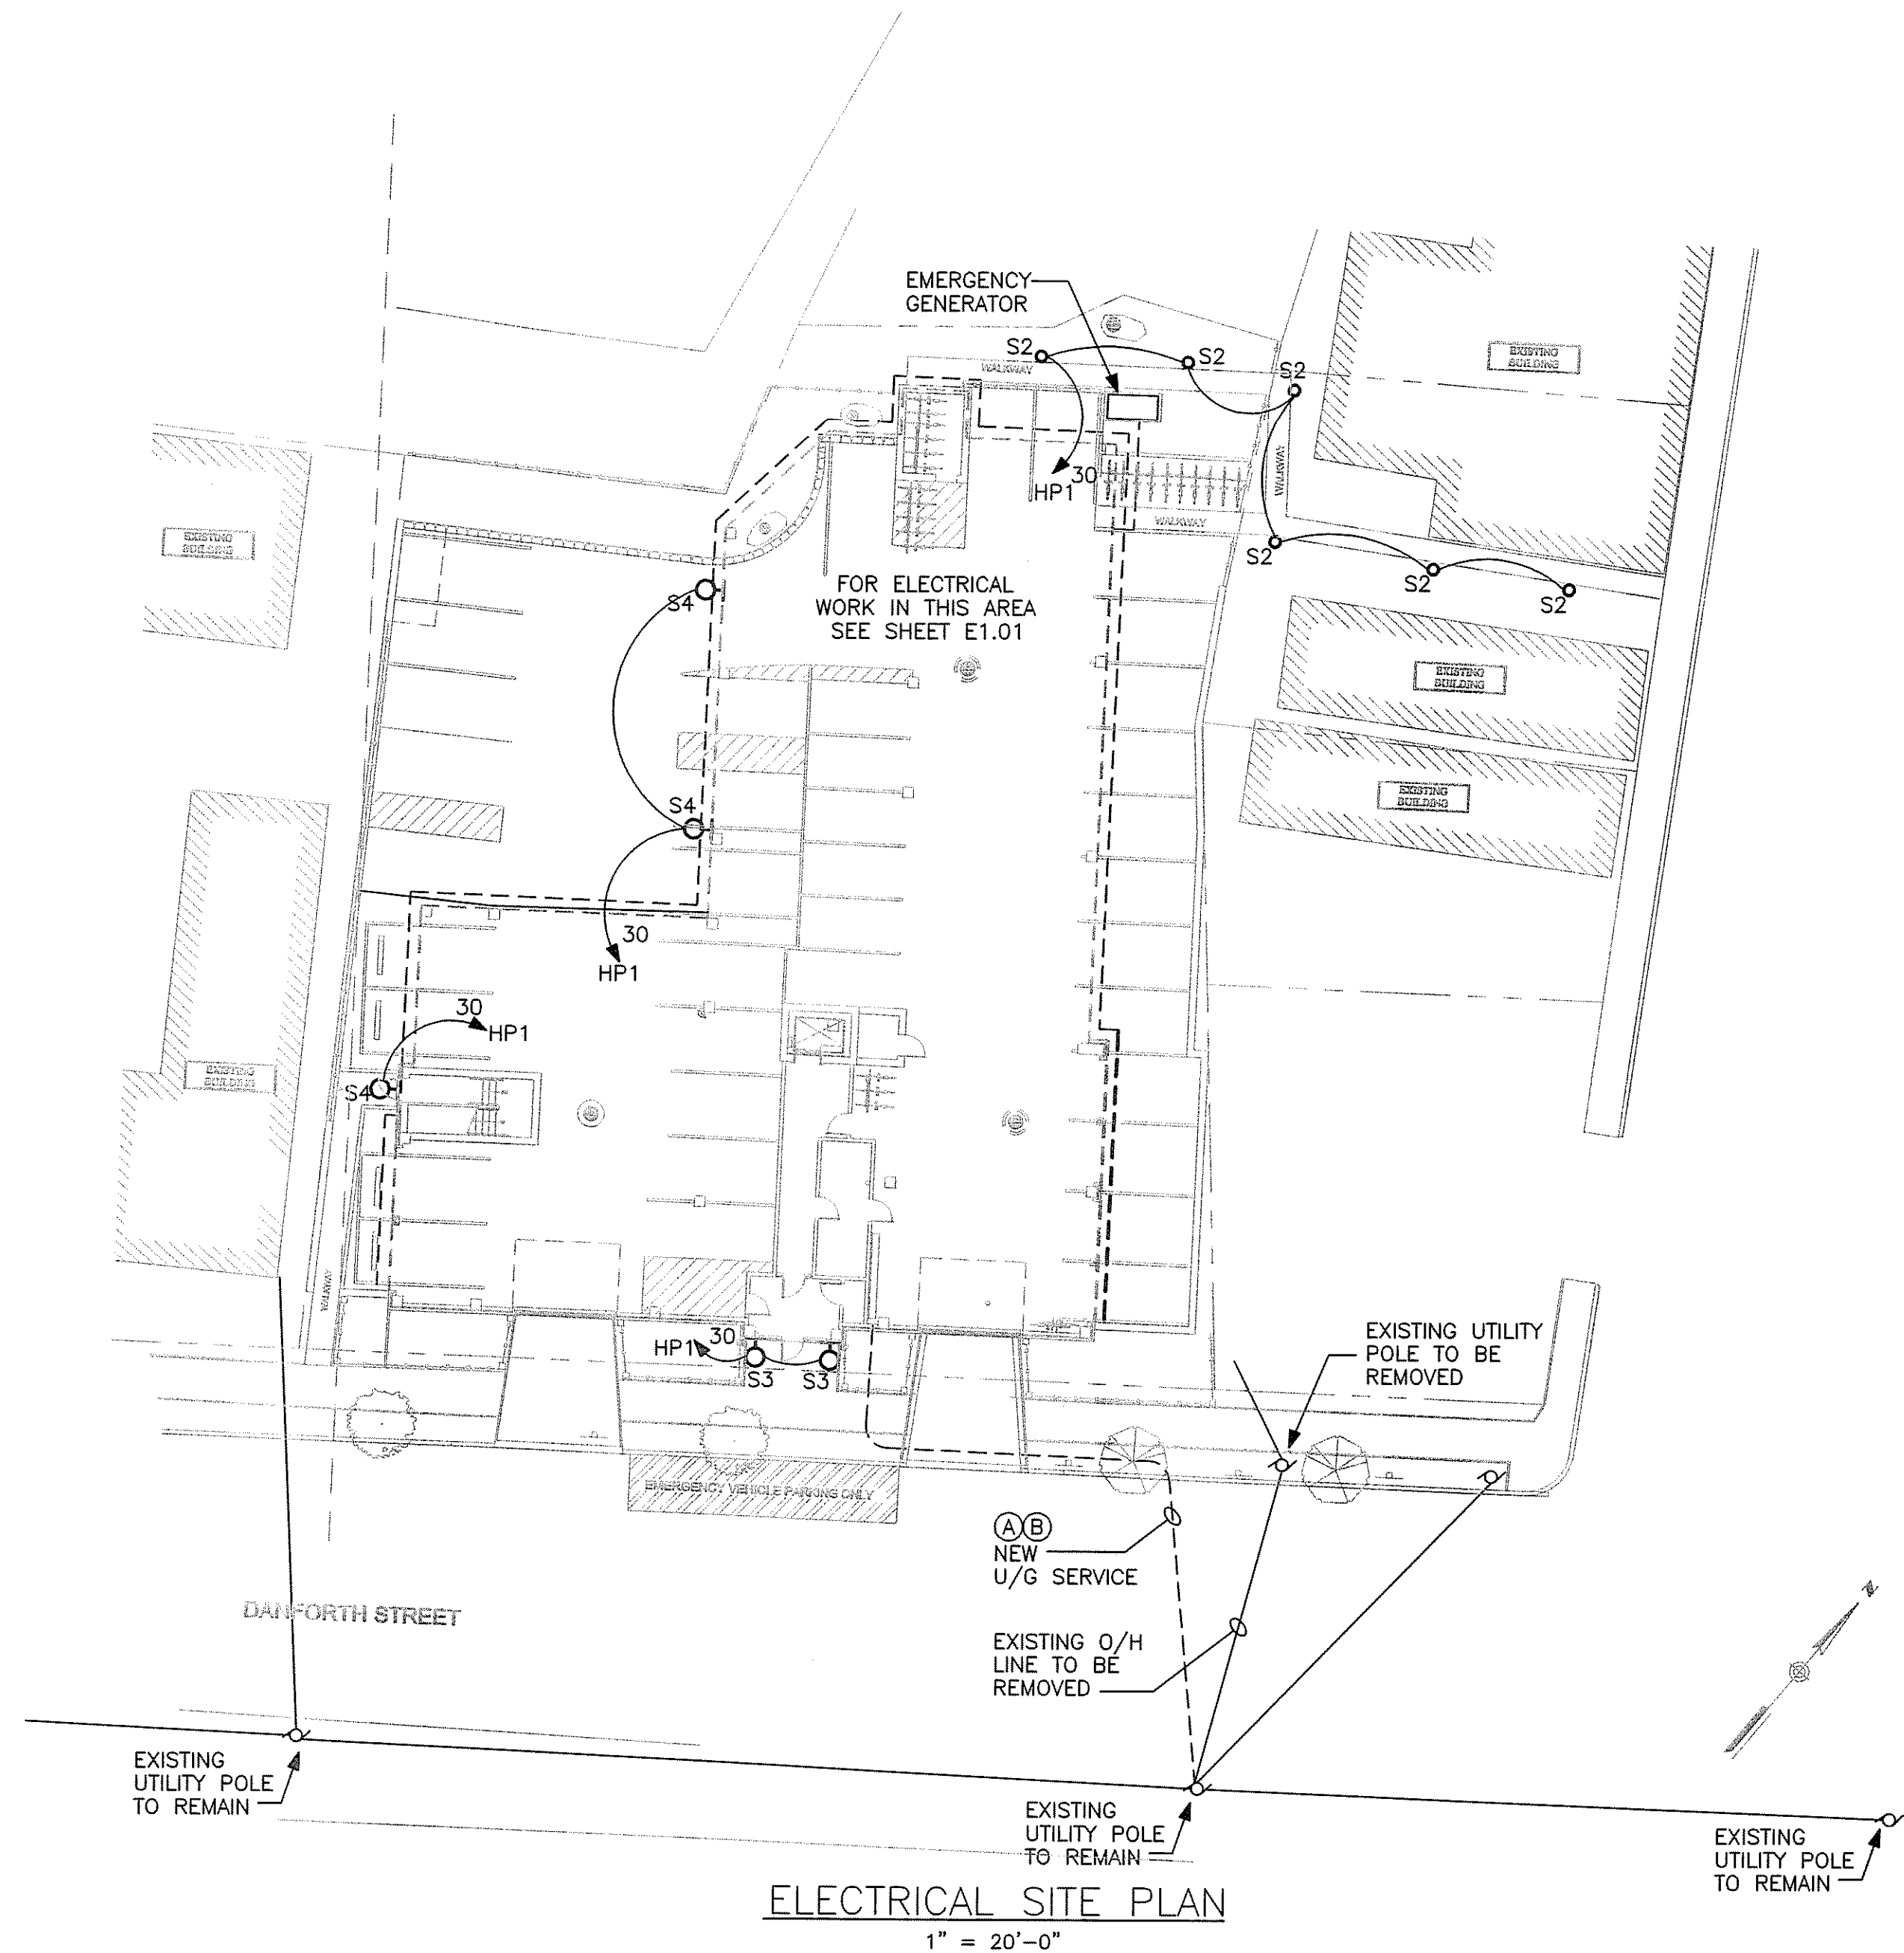 EMERGENCY
GENERATOR
S2
S2
S2
WALKWAY
EXISTING
BUILDING
30
HP1
WALKWAY
WALKWAY
EXISTING
BUILDING
S2
S2
S2
S4
FOR ELECTRICAL
WORK IN THIS AREA
SEE SHEET E1.01
EXISTING
BUILDING
EXISTING
BUILDING
S4
30
HP1
30
HP1
EXISTING
BUILDING
S4
WALKWAY
HP1
30
S3
S3
EXISTING UTILITY
POLE TO BE
REMOVED
EMERGENCY VEHICLE PARKING ONLY
A B
NEW
U/G SERVICE
DANFORTH STREET
EXISTING O/H
LINE TO BE
REMOVED
N
EXISTING
UTILITY POLE
TO REMAIN
EXISTING
UTILITY POLE
TO REMAIN
EXISTING
UTILITY POLE
TO REMAIN
ELECTRICAL SITE PLAN
1" = 20'-0"